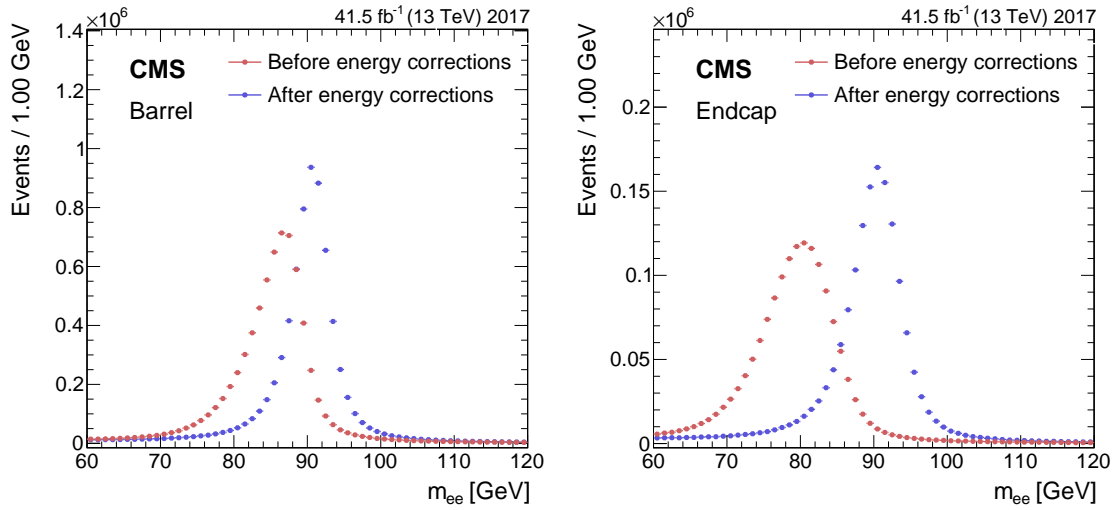 ×10⁶ 41.5 fb⁻¹ (13 TeV) 2017
Events / 1.00 GeV
1.4
1.2
1
0.8
0.6
0.4
0.2
0
CMS
Barrel
Before energy corrections
After energy corrections
60 70 80 90 100 110 120
m_ee [GeV]
×10⁶ 41.5 fb⁻¹ (13 TeV) 2017
Events / 1.00 GeV
0.2
0.15
0.1
0.05
0
CMS
Endcap
Before energy corrections
After energy corrections
60 70 80 90 100 110 120
m_ee [GeV]